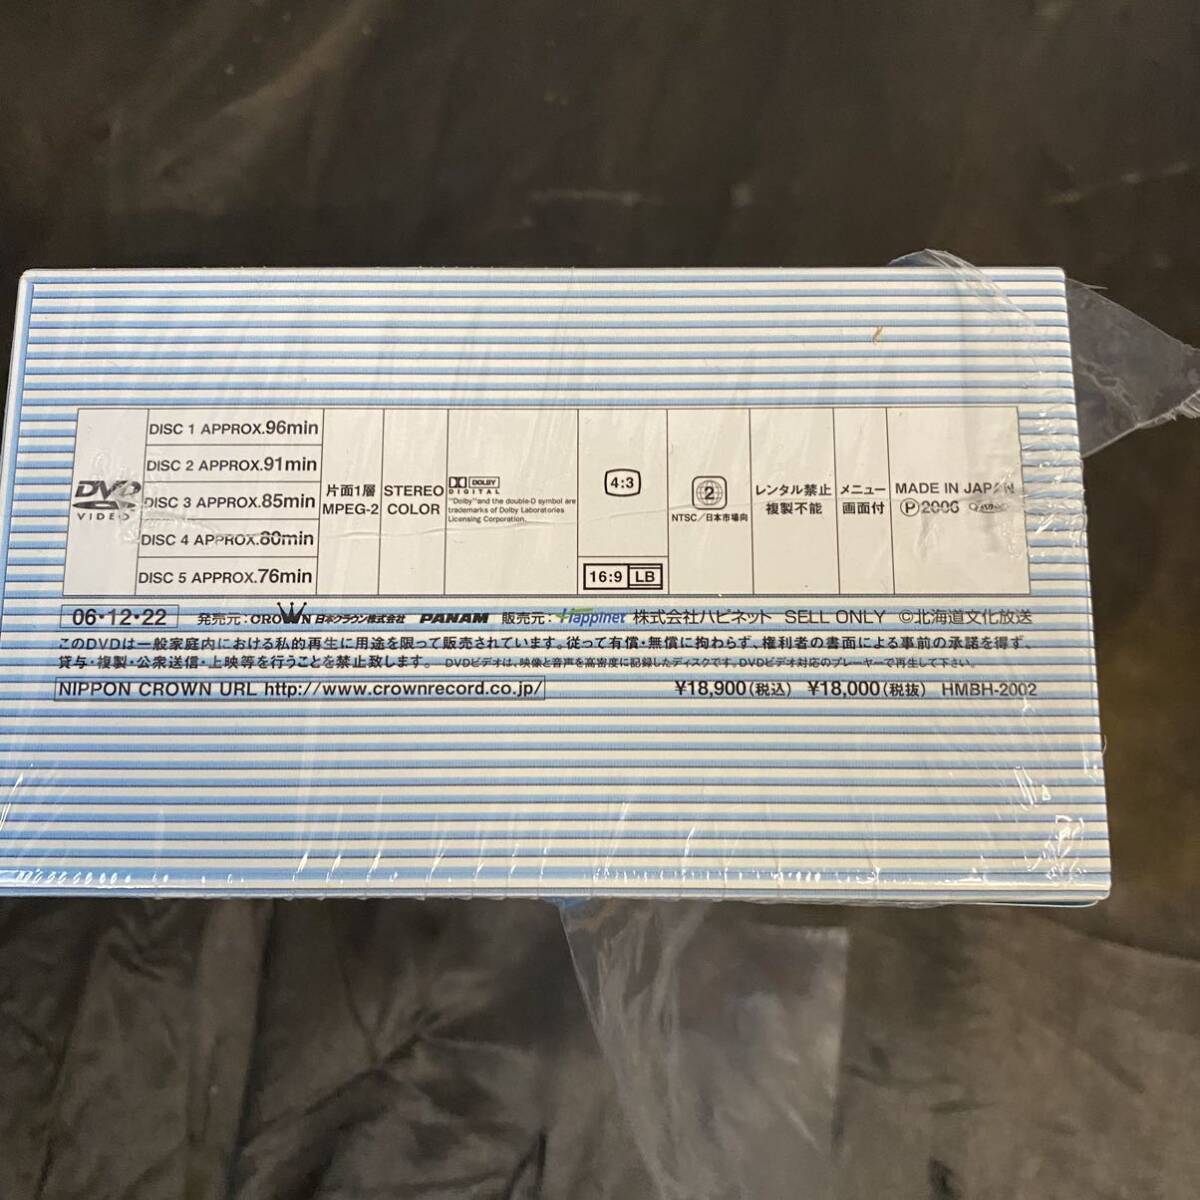 DVD
VIDEO
DISC 1 APPROX.96min
DISC 2 APPROX.91min
DISC 3 APPROX.85min
DISC 4 APPROX.80min
DISC 5 APPROX.76min
片面1層
MPEG-2
STEREO
COLOR
DOLBY
DIGITAL
"Dolby"and the double-D symbol are
trademarks of Dolby Laboratories
Licensing Corporation.
4:3
16:9 LB
2
NTSC/日本市場向
レンタル禁止
複製不能
メニュー
画面付
MADE IN JAPAN
Ⓟ2006
06・12・22 発売元:CROWN 日本クラウン株式会社 PANAM 販売元:Happinet 株式会社ハピネット SELL ONLY ©北海道文化放送
このDVDは一般家庭内における私的再生に用途を限って販売されています。従って有償・無償に拘わらず、権利者の書面による事前の承諾を得ず、
貸与・複製・公衆送信・上映等を行うことを禁止致します。 DVDビデオは、映像と音声を高密度に記録したディスクです。DVDビデオ対応のプレーヤーで再生して下さい。
NIPPON CROWN URL http://www.crownrecord.co.jp/ ¥18,900(税込) ¥18,000(税抜) HMBH-2002